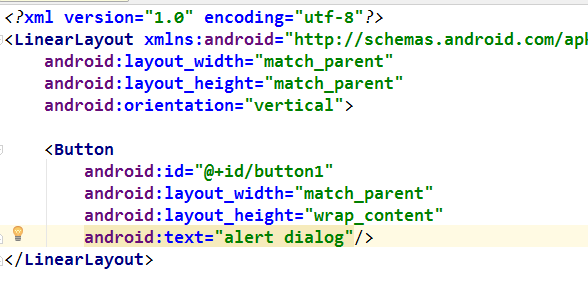 <?xml version="1.0" encoding="utf-8"?>
<LinearLayout xmlns:android="http://schemas.android.com/
android:layout_width="match_parent"
android:layout_height="match_parent"
android:orientation="vertical">
<Button
android:id="@+id/button1"
android:layout_width="match_parent"
android:layout_height="wrap_content"
android:text="alert dialog"/>
</LinearLayout>